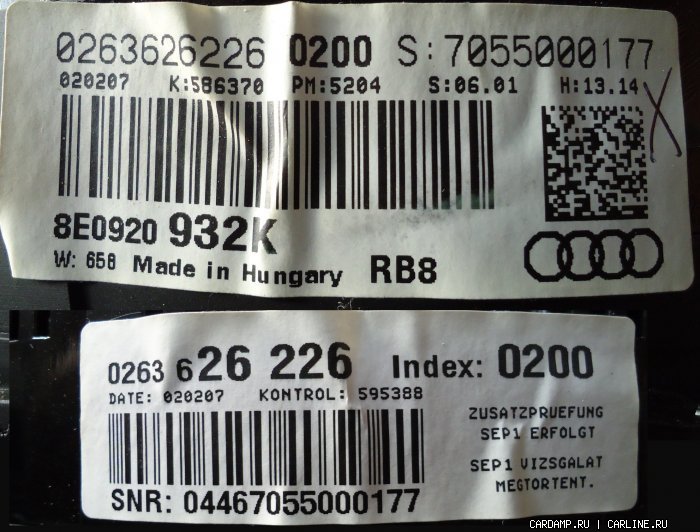 0263626226 0200 S:7055000177
020207 K:586370 PM:5204 S:06.01 H:13.14
8E0920 932K
W: 658 Made in Hungary RB8
0263 626 226 Index: 0200
DATE: 020207 KONTROL: 595388
ZUSATZPRUEFUNG
SEP1 ERFOLGT
SEP1 VIZSGALAT
MEGTORTENT.
SNR: 04467055000177
CARDAMP.RU | CARLINE.RU